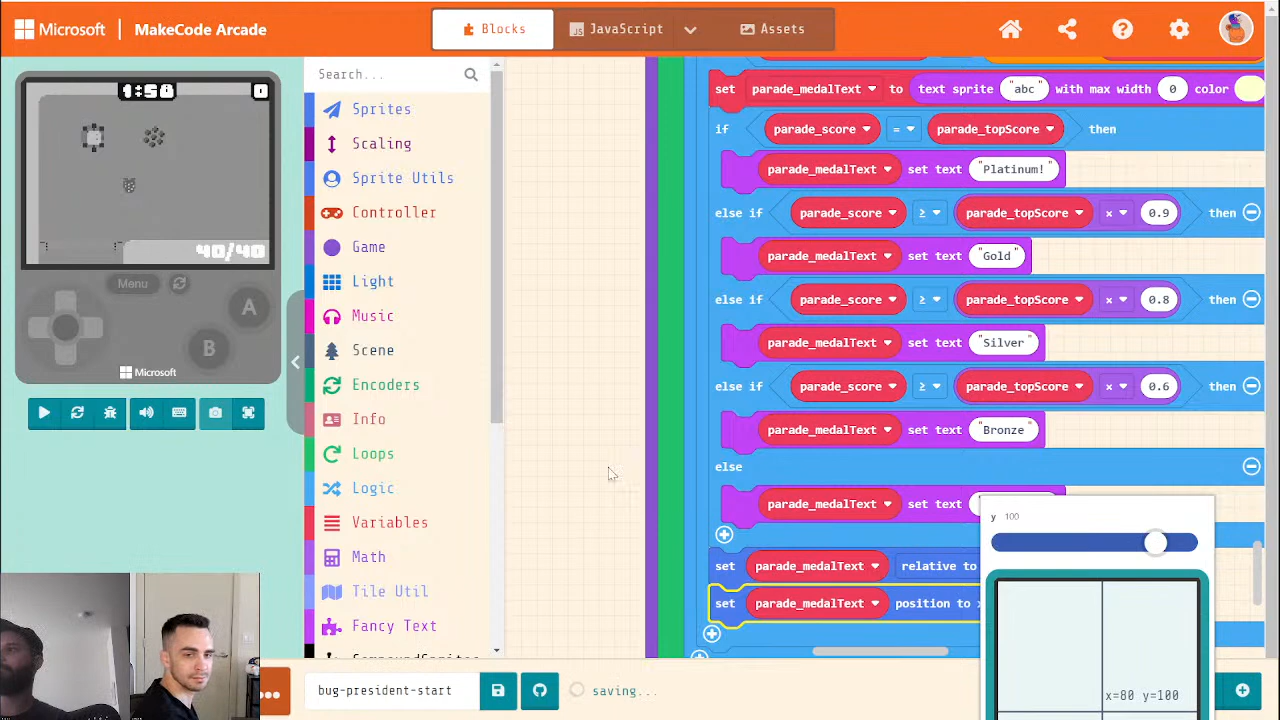 Microsoft | MakeCode Arcade
Blocks
JavaScript
Assets
1:58
40/40
Menu
A
B
Microsoft
Search...
Sprites
Scaling
Sprite Utils
Controller
Game
Light
Music
Scene
Encoders
Info
Loops
Logic
Variables
Math
Tile Util
Fancy Text
set parade_medalText to text sprite "abc" with max width 0 color
if parade_score = parade_topScore then
parade_medalText set text "Platinum!"
else if parade_score ≥ parade_topScore × 0.9 then
parade_medalText set text "Gold"
else if parade_score ≥ parade_topScore × 0.8 then
parade_medalText set text "Silver"
else if parade_score ≥ parade_topScore × 0.6 then
parade_medalText set text "Bronze"
else
parade_medalText set text
set parade_medalText relative to
set parade_medalText position to x
y 100
x=80 y=100
bug-president-start
saving...